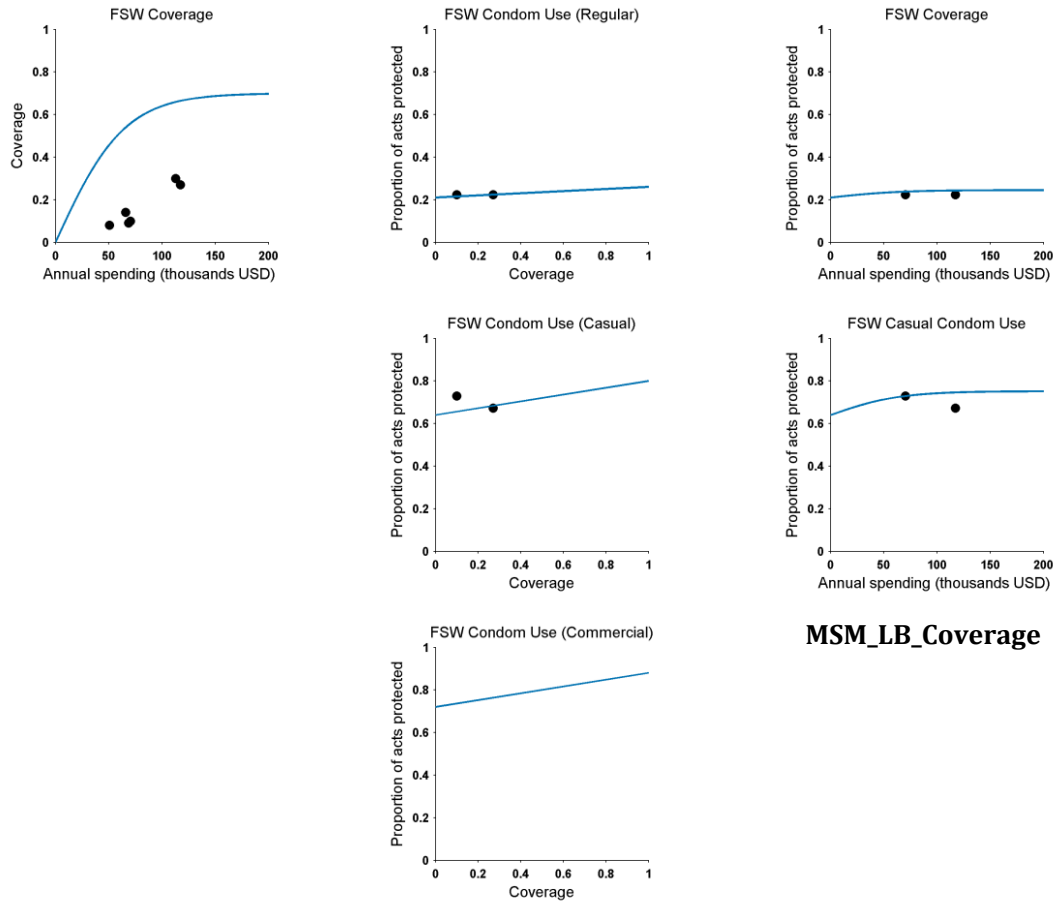 FSW Coverage
1
0.8
0.6
0.4
0.2
0
Coverage
0 50 100 150 200
Annual spending (thousands USD)
FSW Condom Use (Regular)
1
0.8
0.6
0.4
0.2
0
Proportion of acts protected
0 0.2 0.4 0.6 0.8 1
Coverage
FSW Coverage
1
0.8
0.6
0.4
0.2
0
Proportion of acts protected
0 50 100 150 200
Annual spending (thousands USD)
FSW Condom Use (Casual)
1
0.8
0.6
0.4
0.2
0
Proportion of acts protected
0 0.2 0.4 0.6 0.8 1
Coverage
FSW Casual Condom Use
1
0.8
0.6
0.4
0.2
0
Proportion of acts protected
0 50 100 150 200
Annual spending (thousands USD)
FSW Condom Use (Commercial)
1
0.8
0.6
0.4
0.2
0
Proportion of acts protected
0 0.2 0.4 0.6 0.8 1
Coverage
MSM_LB_Coverage